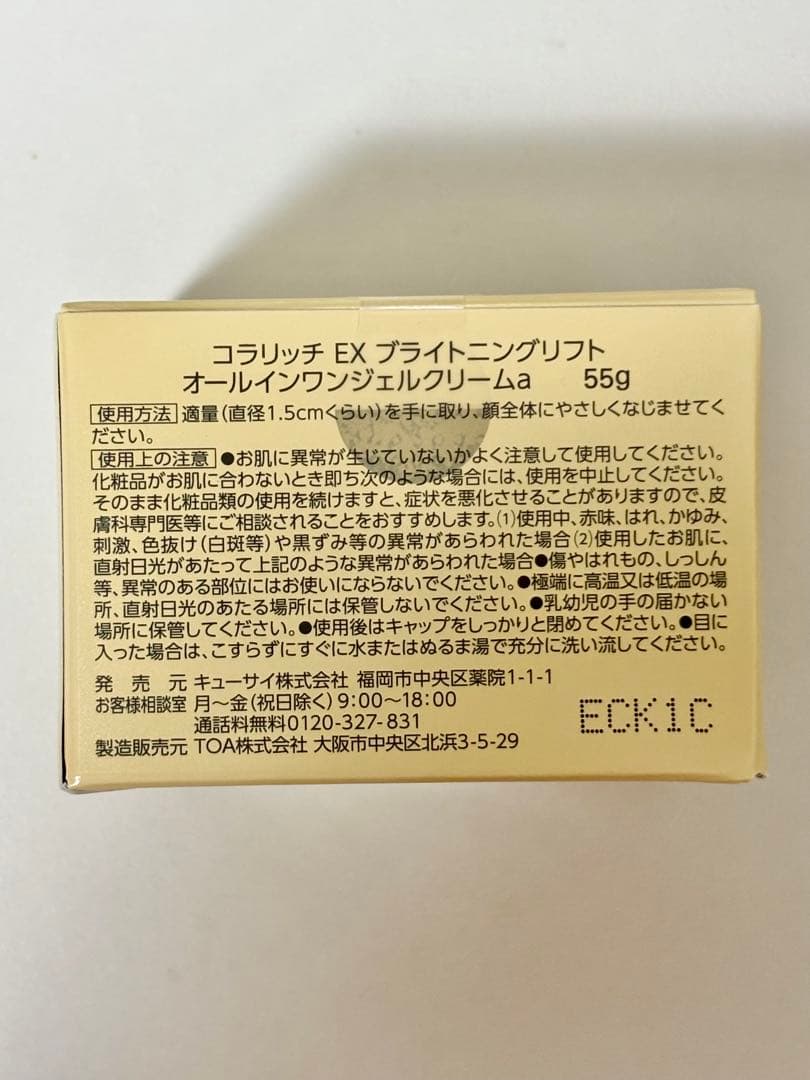 コラリッチ EX ブライトニングリフト
オールインワンジェルクリームa 55g
使用方法 適量(直径1.5cmくらい)を手に取り、顔全体にやさしくなじませてく
ださい。
使用上の注意 ●お肌に異常が生じていないかよく注意して使用してください。
化粧品がお肌に合わないとき即ち次のような場合には、使用を中止してください。
そのまま化粧品類の使用を続けますと、症状を悪化させることがありますので、皮
膚科専門医等にご相談されることをおすすめします。(1)使用中、赤味、はれ、かゆみ、
刺激、色抜け(白斑等)や黒ずみ等の異常があらわれた場合(2)使用したお肌に、
直射日光があたって上記のような異常があらわれた場合●傷やはれもの、しっしん
等、異常のある部位にはお使いにならないでください。●極端に高温又は低温の場
所、直射日光のあたる場所には保管しないでください。●乳幼児の手の届かない
場所に保管してください。●使用後はキャップをしっかりと閉めてください。●目に
入った場合は、こすらずにすぐに水またはぬるま湯で充分に洗い流してください。
発売元 キューサイ株式会社 福岡市中央区薬院1-1-1
お客様相談室 月~金(祝日除く)9:00~18:00
通話料無料0120-327-831
製造販売元 TOA株式会社 大阪市中央区北浜3-5-29
ECK1C